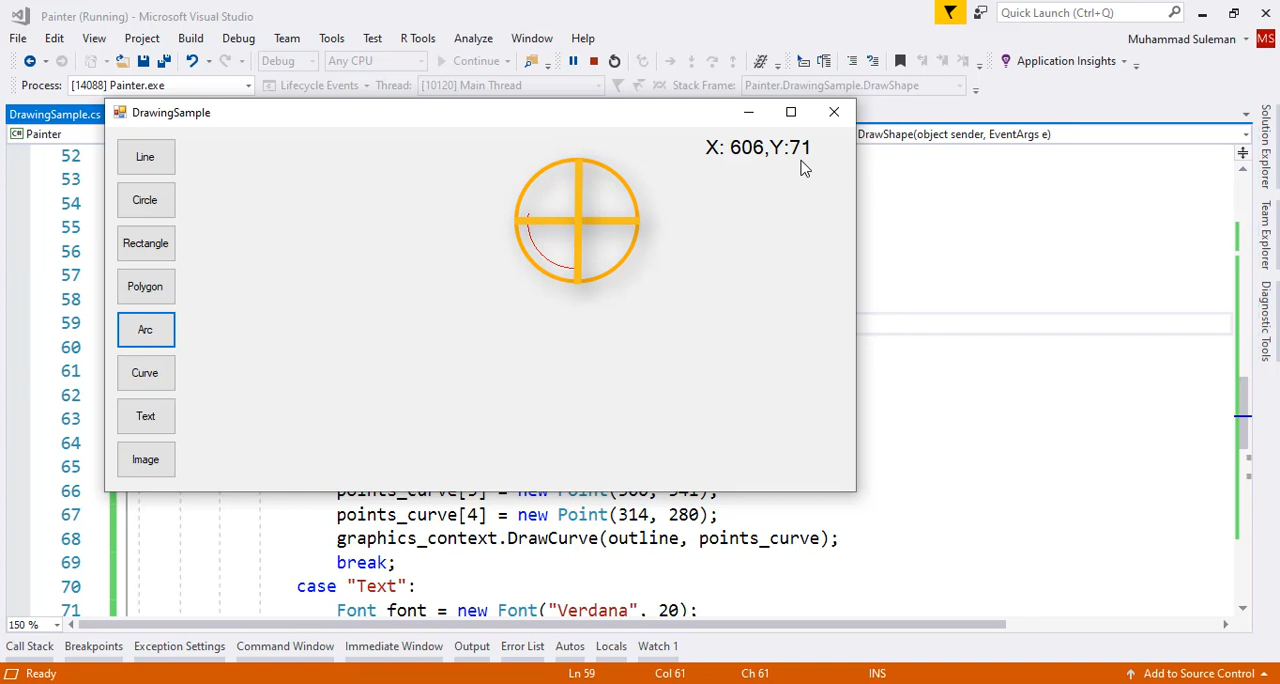 Painter (Running) - Microsoft Visual Studio
Quick Launch (Ctrl+Q)
File Edit View Project Build Debug Team Tools Test R Tools Analyze Window Help
Muhammad Suleman MS
Debug Any CPU Continue Application Insights
Process: [14088] Painter.exe Lifecycle Events Thread: [10120] Main Thread Stack Frame: Painter.DrawingSample.DrawShape
DrawingSample.cs
DrawingSample
Painter
DrawShape(object sender, EventArgs e)
X: 606,Y:71
Line
Circle
Rectangle
Polygon
Arc
Curve
Text
Image
Solution Explorer
Team Explorer
Diagnostic Tools
52
53
54
55
56
57
58
59
60
61
62
63
64
65
66
67 points_curve[4] = new Point(314, 280);
68 graphics_context.DrawCurve(outline, points_curve);
69 break;
70 case "Text":
71 Font font = new Font("Verdana", 20);
150 %
Call Stack Breakpoints Exception Settings Command Window Immediate Window Output Error List Autos Locals Watch 1
Ready Ln 59 Col 61 Ch 61 INS Add to Source Control